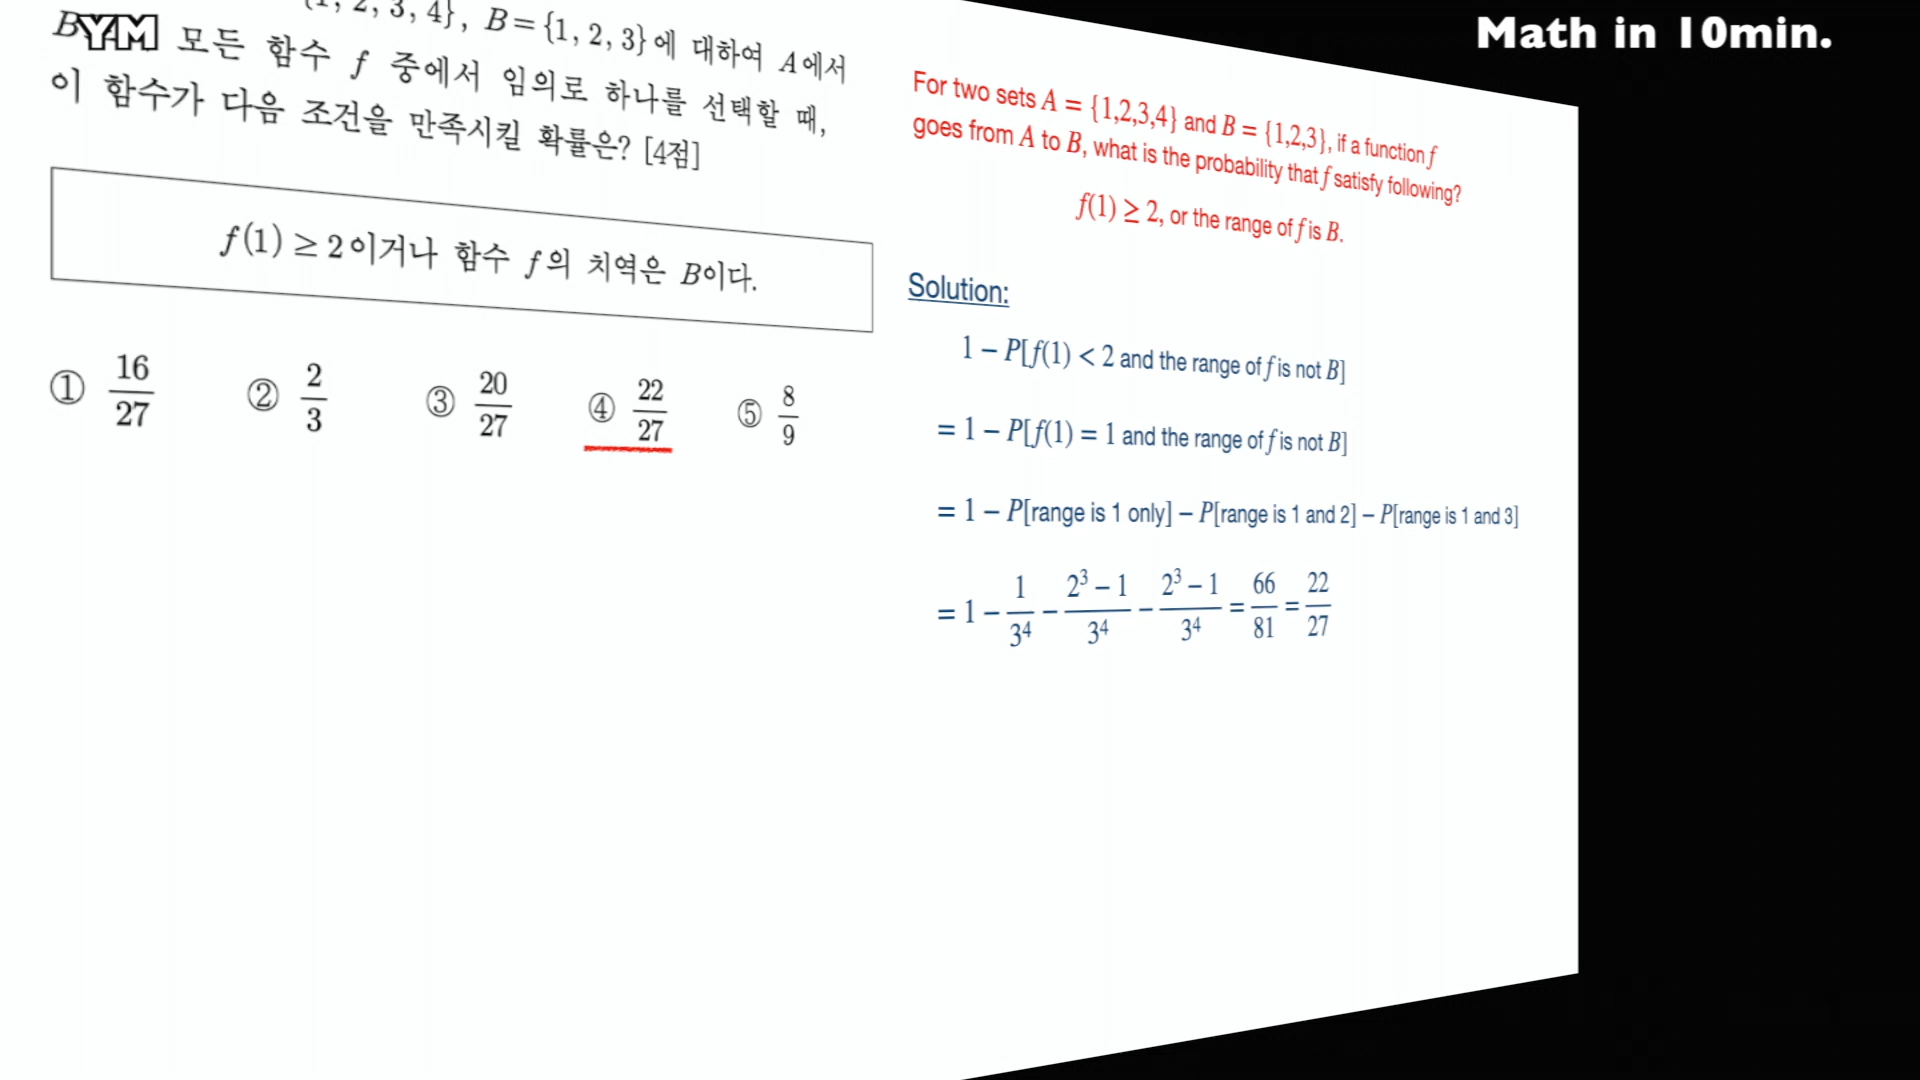 2, 3, 4}, B={1, 2, 3}에 대하여 A에서
B
YM
모든 함수 f 중에서 임의로 하나를 선택할 때,
이 함수가 다음 조건을 만족시킬 확률은? [4점]
f(1) ≥ 2이거나 함수 f의 치역은 B이다.
① 16/27 ② 2/3 ③ 20/27 ④ 22/27 ⑤ 8/9
Math in 10min.
For two sets A = {1,2,3,4} and B = {1,2,3}, if a function f
goes from A to B, what is the probability that f satisfy following?
f(1) ≥ 2, or the range of f is B.
Solution:
1 – P[f(1) < 2 and the range of f is not B]
= 1 – P[f(1) = 1 and the range of f is not B]
= 1 – P[range is 1 only] – P[range is 1 and 2] – P[range is 1 and 3]
= 1 – 1/3⁴ – (2³ – 1)/3⁴ – (2³ – 1)/3⁴ = 66/81 = 22/27